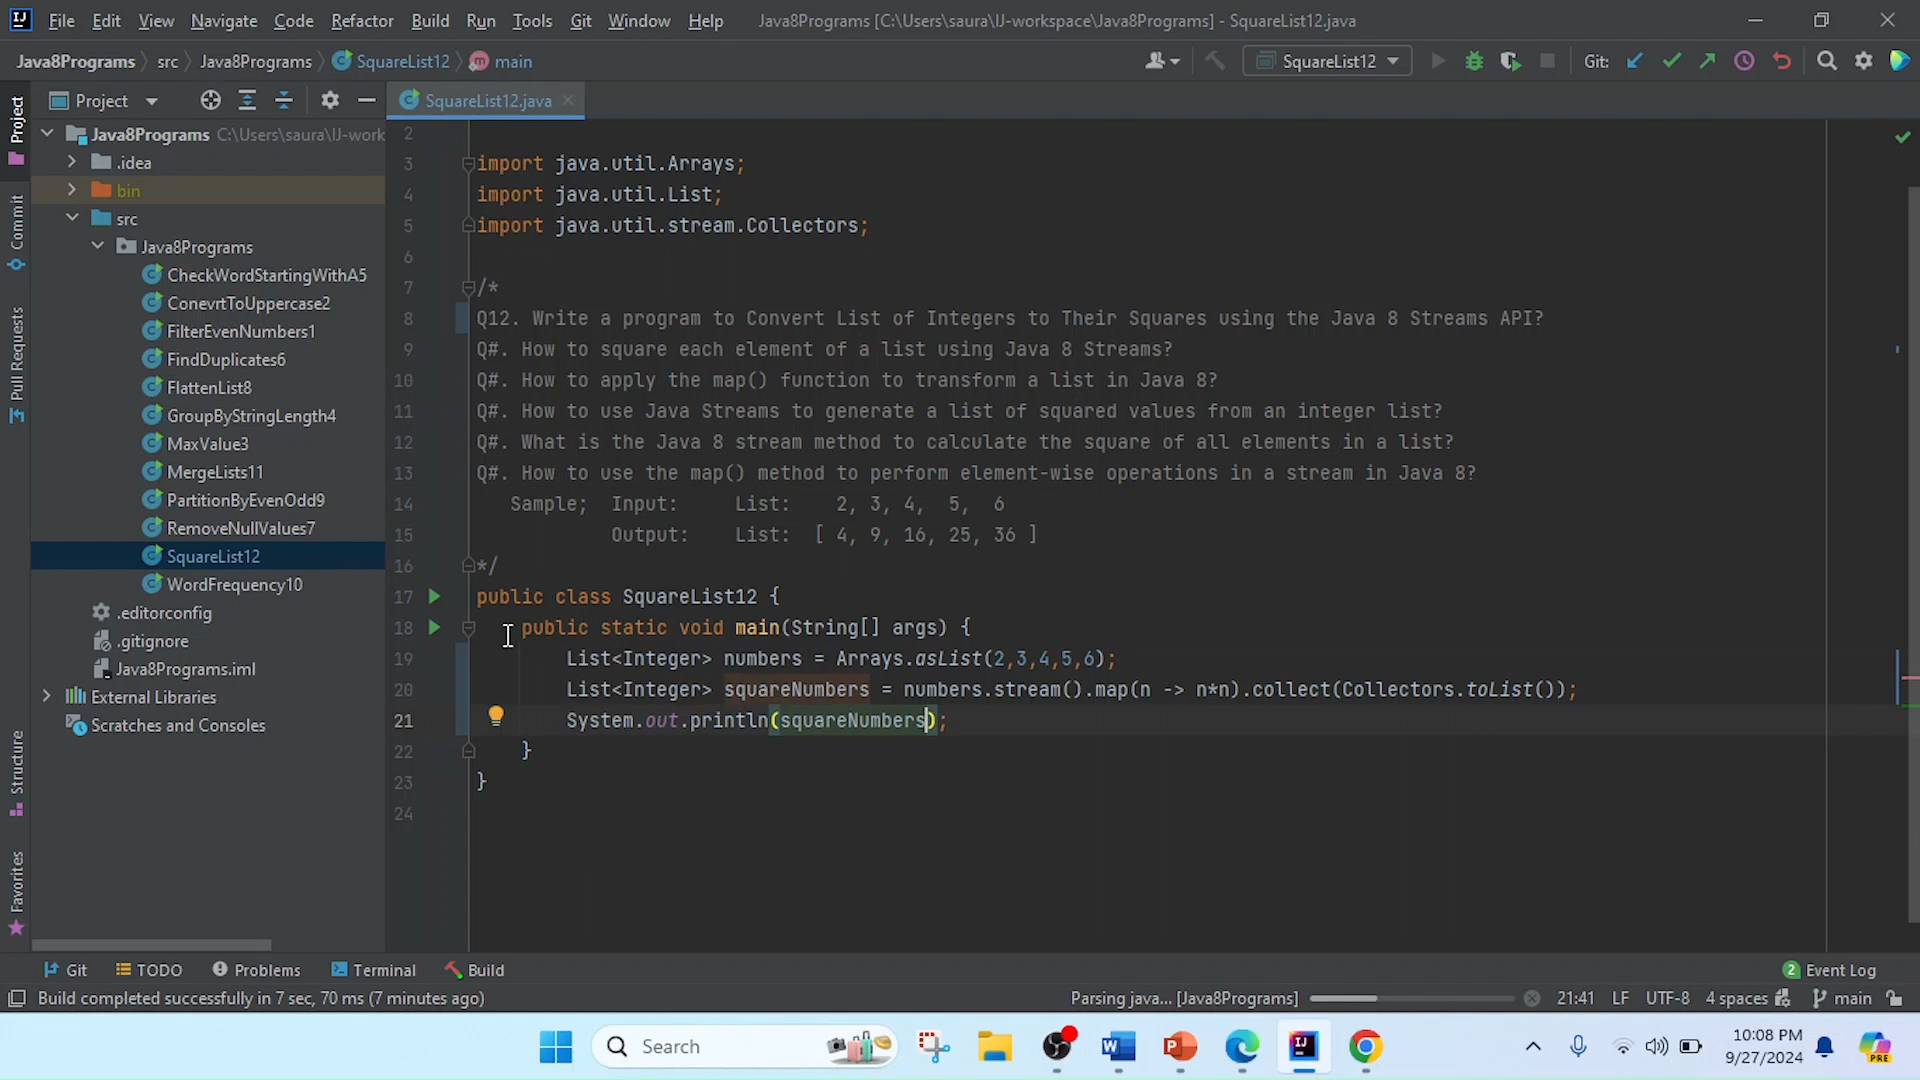 File Edit View Navigate Code Refactor Build Run Tools Git Window Help Java8Programs [C:\Users\saura\IJ-workspace\Java8Programs] - SquareList12.java
Java8Programs src Java8Programs SquareList12 main SquareList12 Git:
Project SquareList12.java
Project
Commit
Pull Requests
Structure
Favorites
Java8Programs C:\Users\saura\IJ-work
.idea
bin
src
Java8Programs
CheckWordStartingWithA5
ConevrtToUppercase2
FilterEvenNumbers1
FindDuplicates6
FlattenList8
GroupByStringLength4
MaxValue3
MergeLists11
PartitionByEvenOdd9
RemoveNullValues7
SquareList12
WordFrequency10
.editorconfig
.gitignore
Java8Programs.iml
External Libraries
Scratches and Consoles
2
3 import java.util.Arrays;
4 import java.util.List;
5 import java.util.stream.Collectors;
6
7 /*
8 Q12. Write a program to Convert List of Integers to Their Squares using the Java 8 Streams API?
9 Q#. How to square each element of a list using Java 8 Streams?
10 Q#. How to apply the map() function to transform a list in Java 8?
11 Q#. How to use Java Streams to generate a list of squared values from an integer list?
12 Q#. What is the Java 8 stream method to calculate the square of all elements in a list?
13 Q#. How to use the map() method to perform element-wise operations in a stream in Java 8?
14 Sample; Input: List: 2, 3, 4, 5, 6
15 Output: List: [ 4, 9, 16, 25, 36 ]
16 */
17 public class SquareList12 {
18 public static void main(String[] args) {
19 List<Integer> numbers = Arrays.asList(2,3,4,5,6);
20 List<Integer> squareNumbers = numbers.stream().map(n -> n*n).collect(Collectors.toList());
21 System.out.println(squareNumbers);
22 }
23 }
24
Git TODO Problems Terminal Build 2 Event Log
Build completed successfully in 7 sec, 70 ms (7 minutes ago) Parsing java... [Java8Programs] 21:41 LF UTF-8 4 spaces main
Search 10:08 PM
9/27/2024
PRE